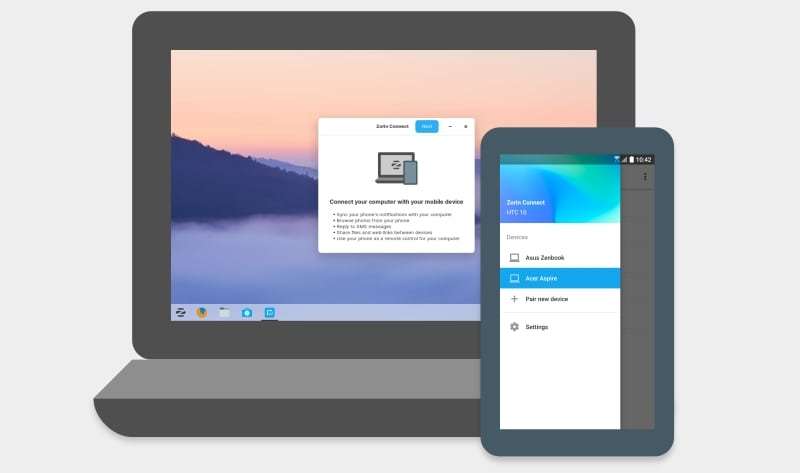 Zorin Connect
Next
Connect your computer with your mobile device
• Sync your phone's notifications with your computer
• Browse photos from your phone
• Reply to SMS messages
• Share files and web links between devices
• Use your phone as a remote control for your computer
10:42
Zorin Connect
HTC 10
Devices
Asus Zenbook
Acer Aspire
Pair new device
Settings